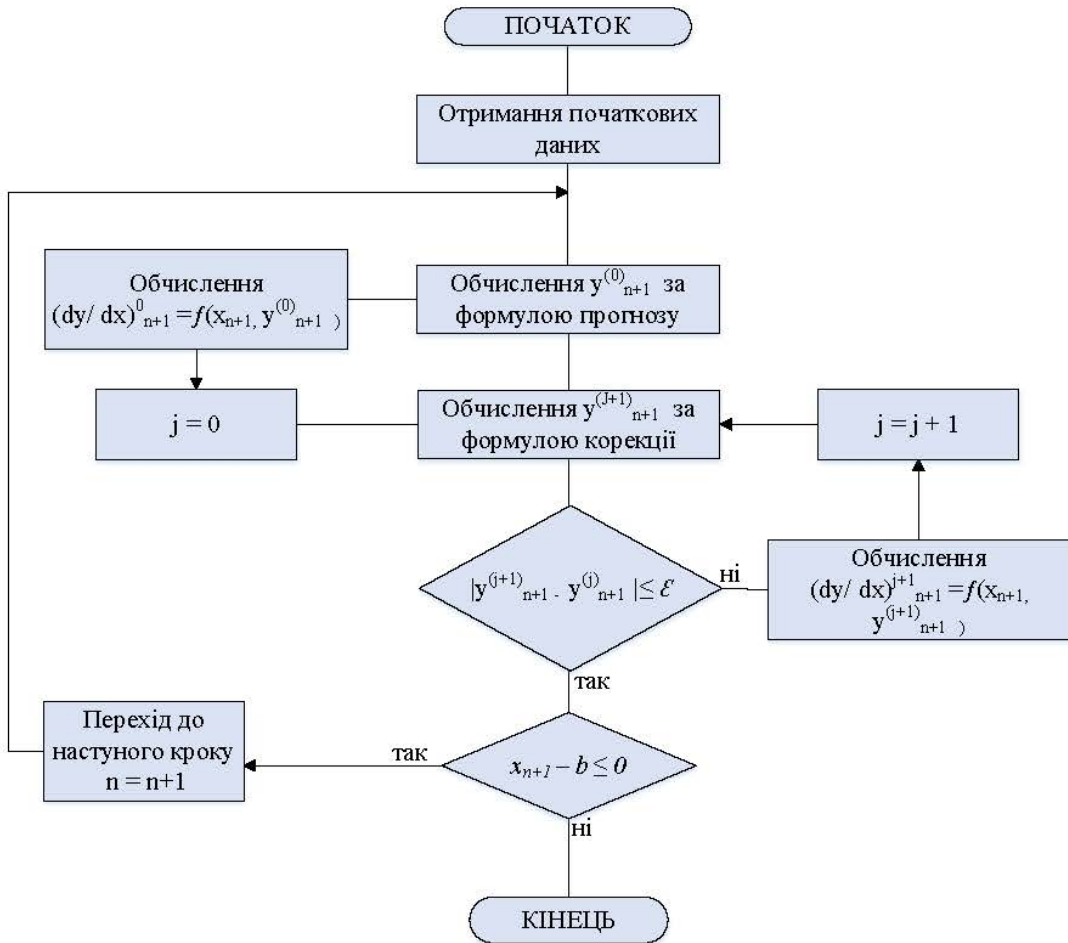 ПОЧАТОК
Отримання початкових
даних
Обчислення
(dy/ dx)⁰ₙ₊₁ =f(xₙ₊₁, y⁽⁰⁾ₙ₊₁ )
Обчислення y⁽⁰⁾ₙ₊₁ за
формулою прогнозу
j = 0
Обчислення y⁽ᴶ⁺¹⁾ₙ₊₁ за
формулою корекції
j = j + 1
|y⁽ʲ⁺¹⁾ₙ₊₁ - y⁽ʲ⁾ₙ₊₁ |≤ ℰ
ні
Обчислення
(dy/ dx)ʲ⁺¹ₙ₊₁ =f(xₙ₊₁,
y⁽ʲ⁺¹⁾ₙ₊₁ )
так
Перехід до
настуного кроку
n = n+1
так
xₙ₊₁ – b ≤ 0
ні
КІНЕЦЬ